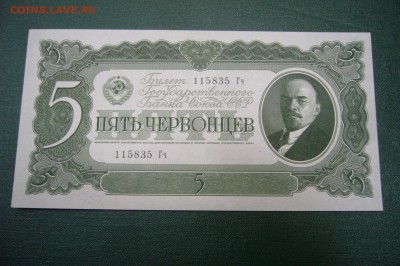 COINS.LAVE.RU
Билет 115835 Гч
Государственного
Банка Союза ССР
5
ПЯТЬ ЧЕРВОНЦЕВ
115835 Гч
5